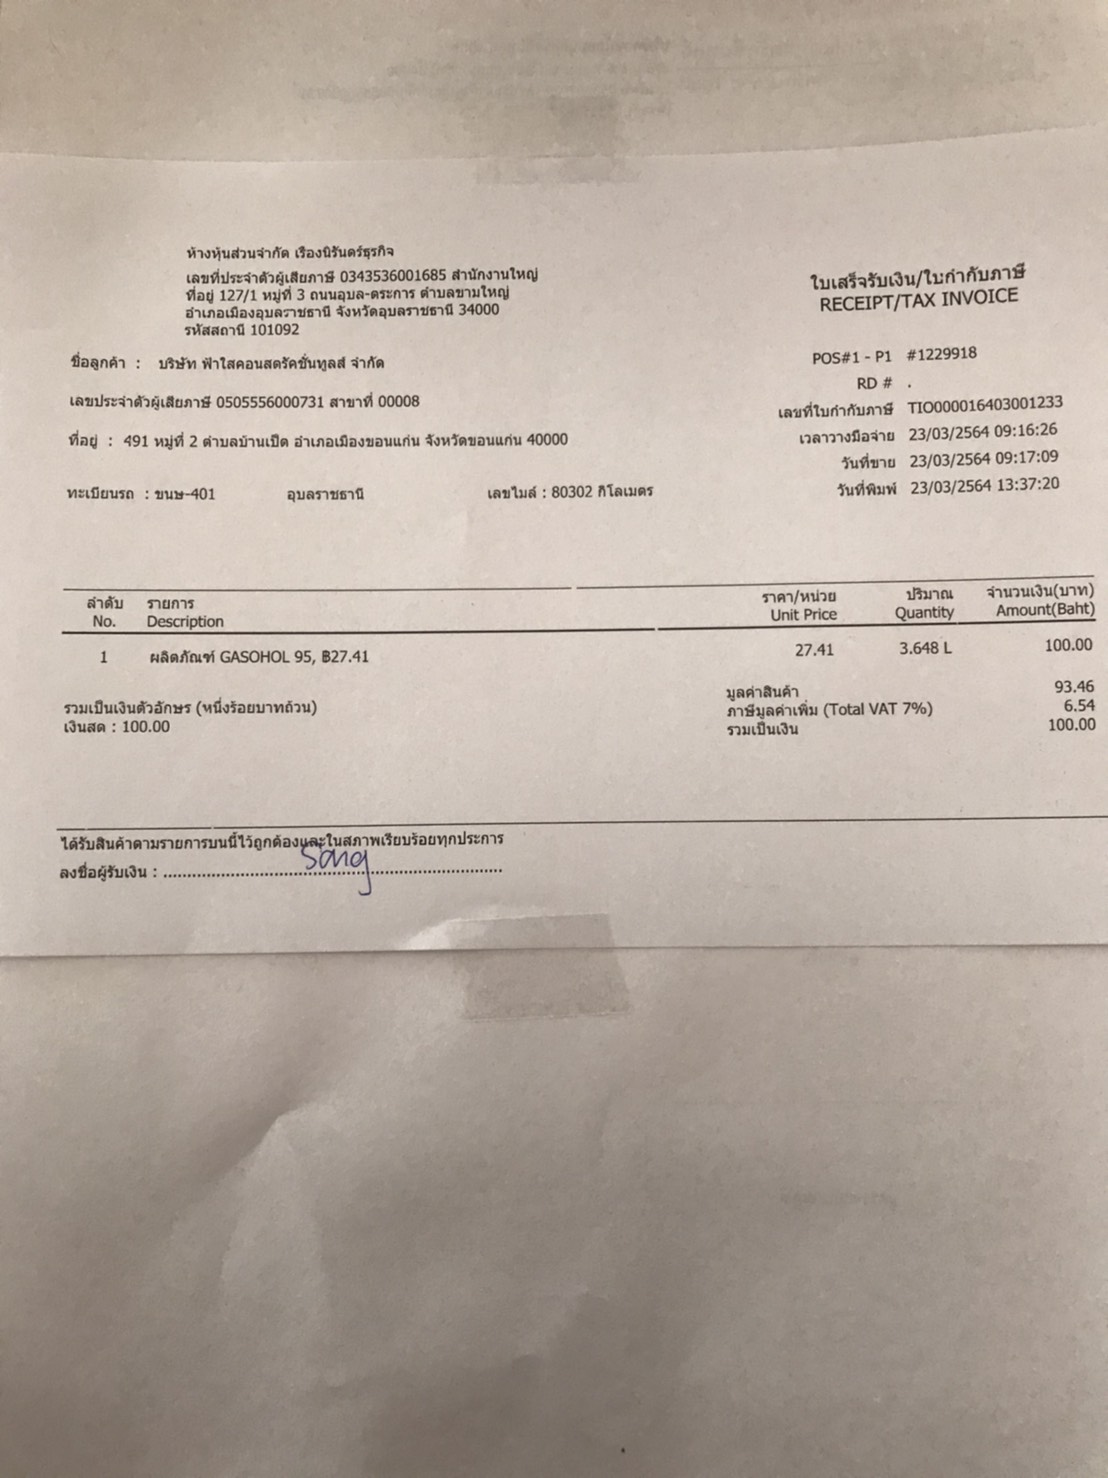 ห้างหุ้นส่วนจำกัด เรืองนิรันดร์ธุรกิจ
เลขที่ประจำตัวผู้เสียภาษี 0343536001685 สำนักงานใหญ่
ที่อยู่ 127/1 หมู่ที่ 3 ถนนอุบล-ตระการ ตำบลขามใหญ่
อำเภอเมืองอุบลราชธานี จังหวัดอุบลราชธานี 34000
รหัสสถานี 101092
ใบเสร็จรับเงิน/ใบกำกับภาษี
RECEIPT/TAX INVOICE
ชื่อลูกค้า : บริษัท ฟ้าใสคอนสตรัคชั่นทูลส์ จำกัด
เลขประจำตัวผู้เสียภาษี 0505556000731 สาขาที่ 00008
ที่อยู่ : 491 หมู่ที่ 2 ตำบลบ้านเป็ด อำเภอเมืองขอนแก่น จังหวัดขอนแก่น 40000
ทะเบียนรถ : ขนษ-401 อุบลราชธานี เลขไมล์ : 80302 กิโลเมตร
POS#1 - P1 #1229918
RD # .
เลขที่ใบกำกับภาษี TIO000016403001233
เวลาวางมือจ่าย 23/03/2564 09:16:26
วันที่ขาย 23/03/2564 09:17:09
วันที่พิมพ์ 23/03/2564 13:37:20
ลำดับ รายการ ราคา/หน่วย ปริมาณ จำนวนเงิน(บาท)
No. Description Unit Price Quantity Amount(Baht)
1 ผลิตภัณฑ์ GASOHOL 95, ฿27.41 27.41 3.648 L 100.00
มูลค่าสินค้า 93.46
รวมเป็นเงินตัวอักษร (หนึ่งร้อยบาทถ้วน) ภาษีมูลค่าเพิ่ม (Total VAT 7%) 6.54
เงินสด : 100.00 รวมเป็นเงิน 100.00
ได้รับสินค้าตามรายการบนนี้ไว้ถูกต้องและในสภาพเรียบร้อยทุกประการ
ลงชื่อผู้รับเงิน : ........................................................
Song